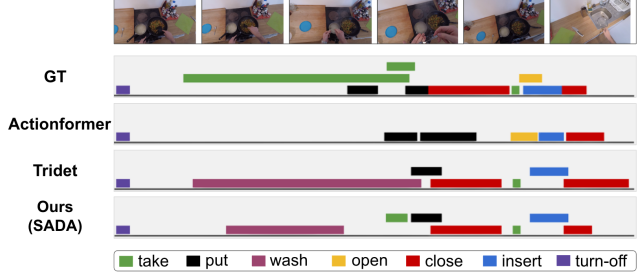 GT
Actionformer
Tridet
Ours
(SADA)
take put wash open close insert turn-off